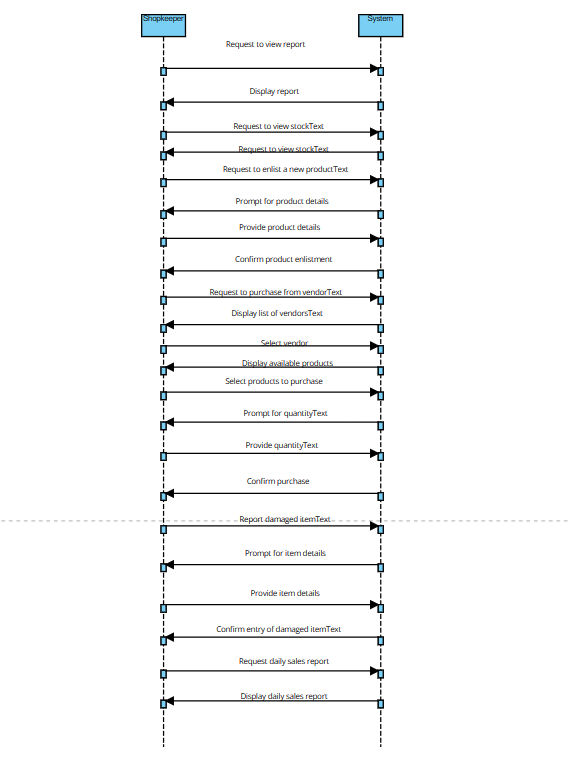 Shopkeeper
System
Request to view report
Display report
Request to view stockText
Request to view stockText
Request to enlist a new productText
Prompt for product details
Provide product details
Confirm product enlistment
Request to purchase from vendorText
Display list of vendorsText
Select vendor
Display available products
Select products to purchase
Prompt for quantityText
Provide quantityText
Confirm purchase
Report damaged itemText
Prompt for item details
Provide item details
Confirm entry of damaged itemText
Request daily sales report
Display daily sales report